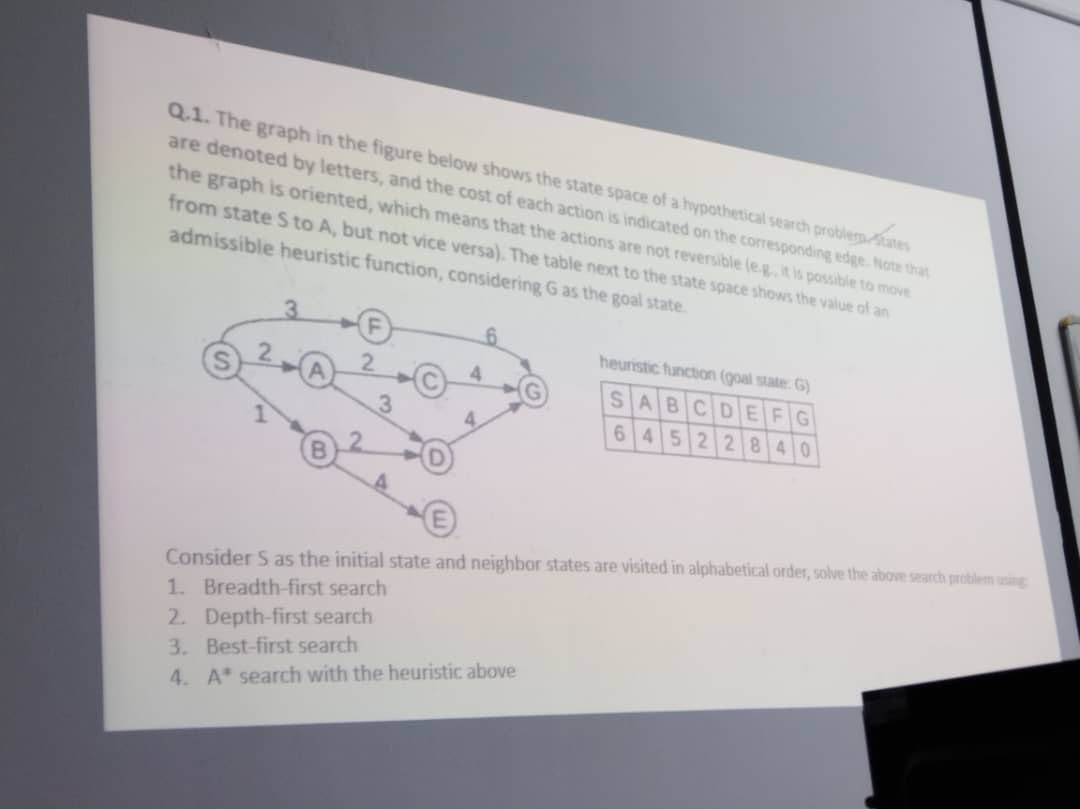 Q.1. The graph in the figure below shows the state space of a hypothetical search problem. States
are denoted by letters, and the cost of each action is indicated on the corresponding edge. Note that
the graph is oriented, which means that the actions are not reversible (e.g., it is possible to move
from state S to A, but not vice versa). The table next to the state space shows the value of an
admissible heuristic function, considering G as the goal state.
3 F 6
S 2 A 2 C 4 G
3 4
1 B 2 D
4 E
heuristic function (goal state: G)
S A B C D E F G
6 4 5 2 2 8 4 0
Consider S as the initial state and neighbor states are visited in alphabetical order, solve the above search problem using:
1. Breadth-first search
2. Depth-first search
3. Best-first search
4. A* search with the heuristic above